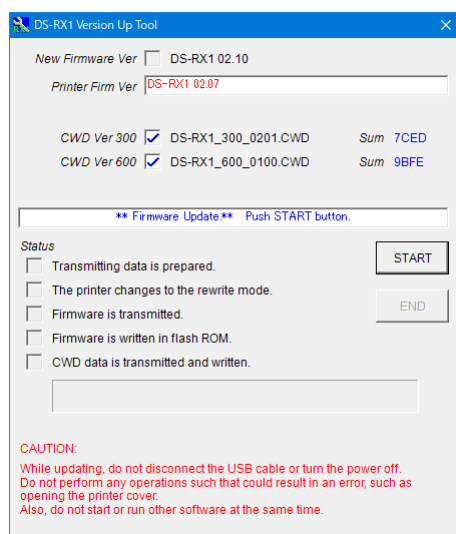 DS-RX1 Version Up Tool
New Firmware Ver DS-RX1 02.10
Printer Firm Ver DS-RX1 02.07
CWD Ver 300 DS-RX1_300_0201.CWD Sum 7CED
CWD Ver 600 DS-RX1_600_0100.CWD Sum 9BFE
** Firmware Update.** Push START button.
Status
Transmitting data is prepared.
START
The printer changes to the rewrite mode.
Firmware is transmitted.
END
Firmware is written in flash ROM.
CWD data is transmitted and written.
CAUTION:
While updating, do not disconnect the USB cable or turn the power off.
Do not perform any operations such that could result in an error, such as
opening the printer cover.
Also, do not start or run other software at the same time.